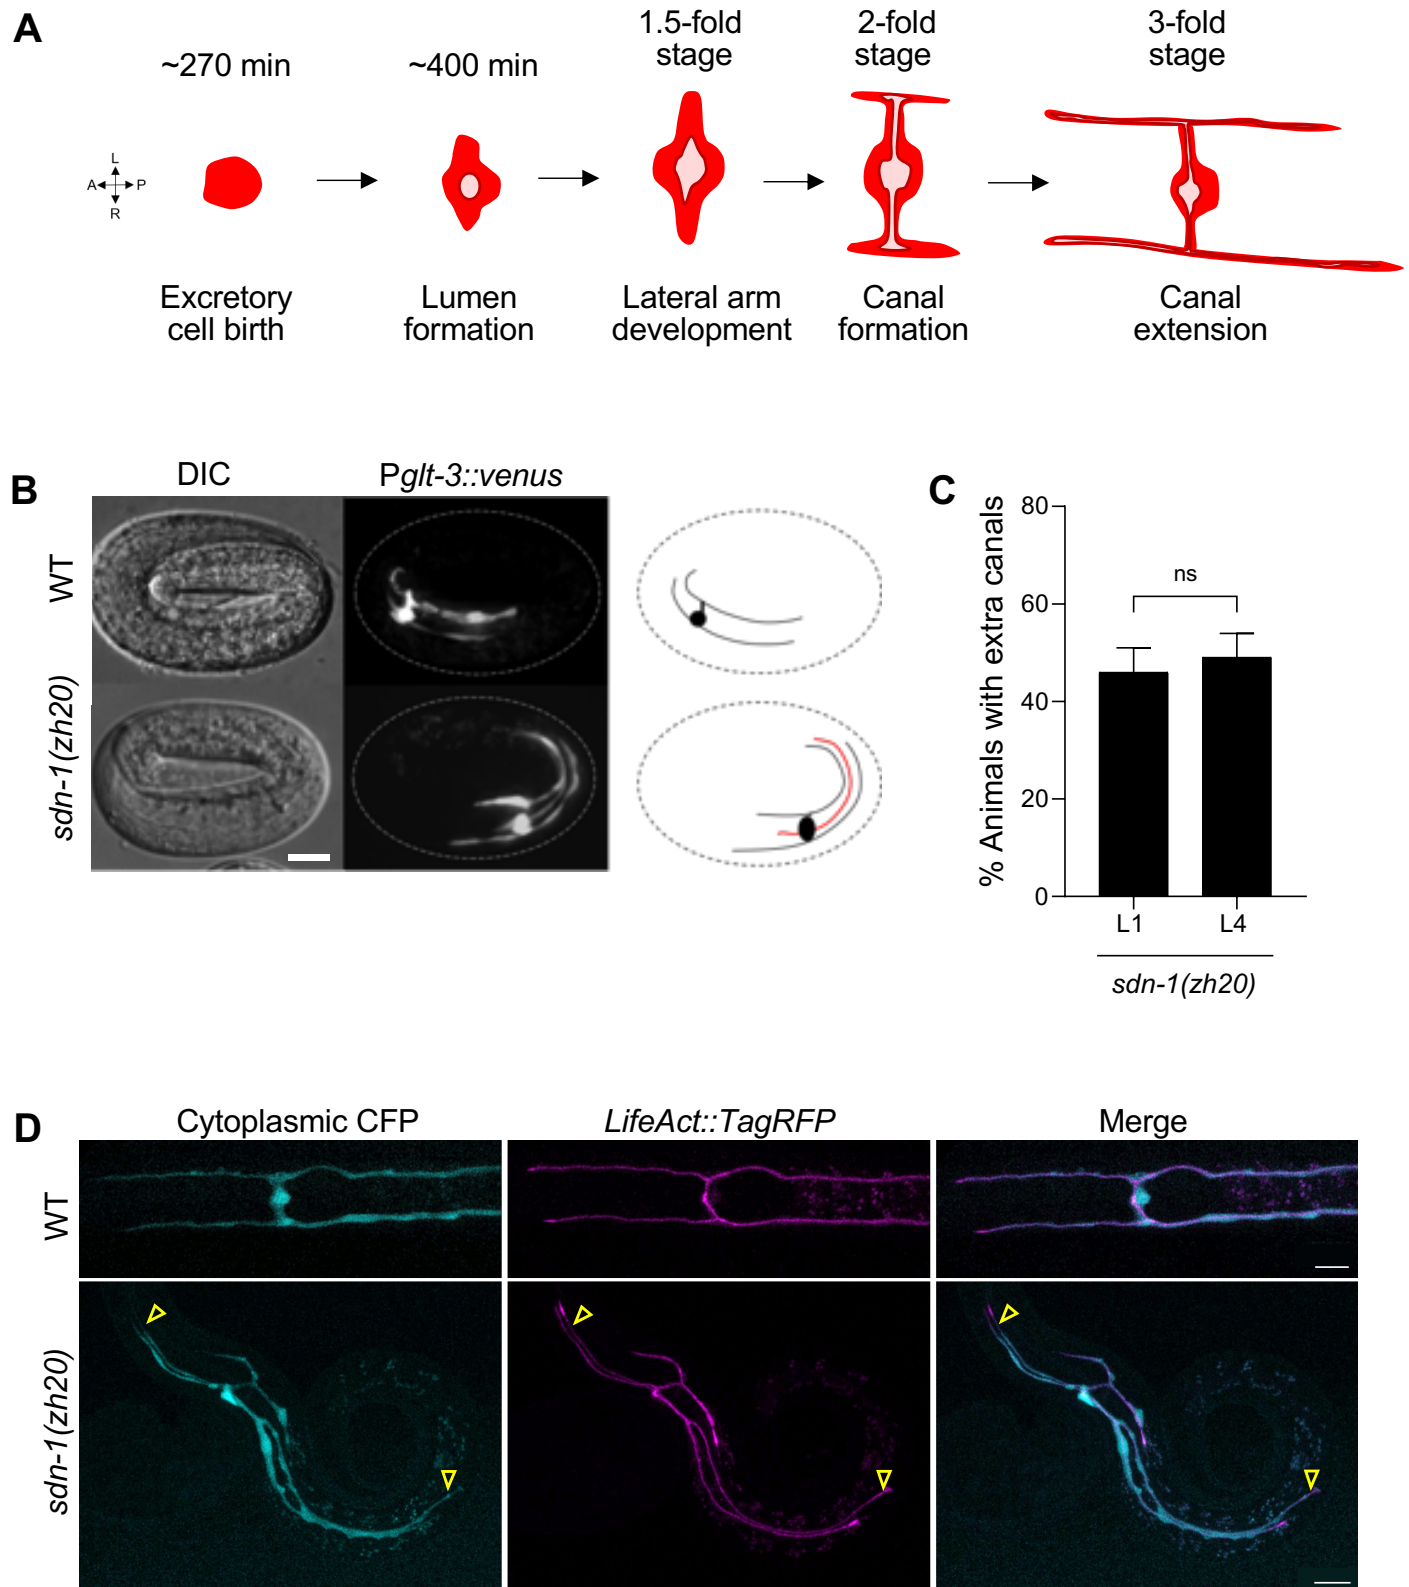 A
~270 min
~400 min
1.5-fold
stage
2-fold
stage
3-fold
stage
L
A
P
R
Excretory
cell birth
Lumen
formation
Lateral arm
development
Canal
formation
Canal
extension
B
DIC
Pglt-3::venus
WT
sdn-1(zh20)
C
% Animals with extra canals
80
60
40
20
0
ns
L1
L4
sdn-1(zh20)
D
Cytoplasmic CFP
LifeAct::TagRFP
Merge
WT
sdn-1(zh20)